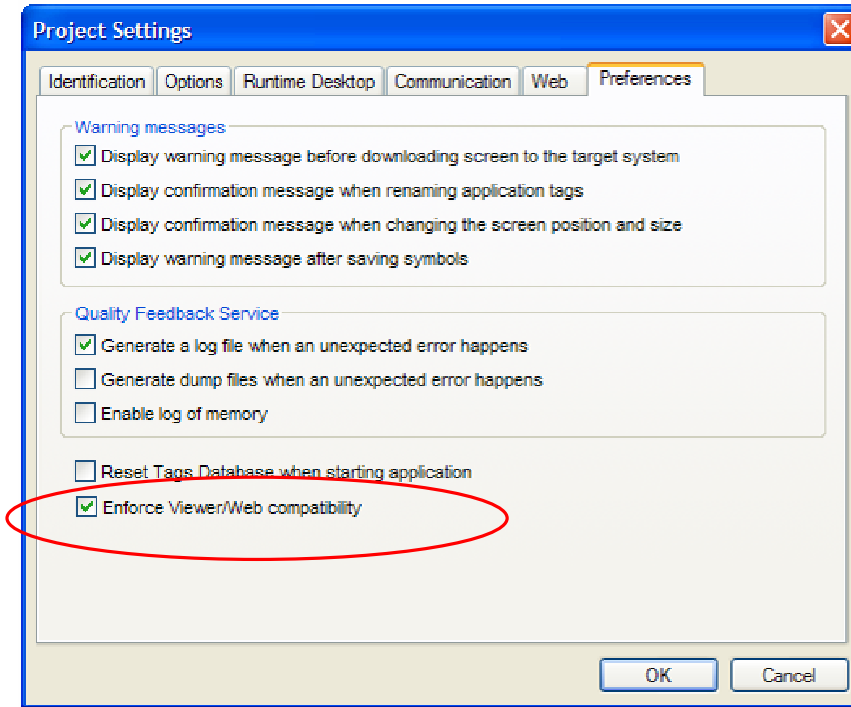 Project Settings
Identification Options Runtime Desktop Communication Web Preferences
Warning messages
Display warning message before downloading screen to the target system
Display confirmation message when renaming application tags
Display confirmation message when changing the screen position and size
Display warning message after saving symbols
Quality Feedback Service
Generate a log file when an unexpected error happens
Generate dump files when an unexpected error happens
Enable log of memory
Reset Tags Database when starting application
Enforce Viewer/Web compatibility
OK Cancel